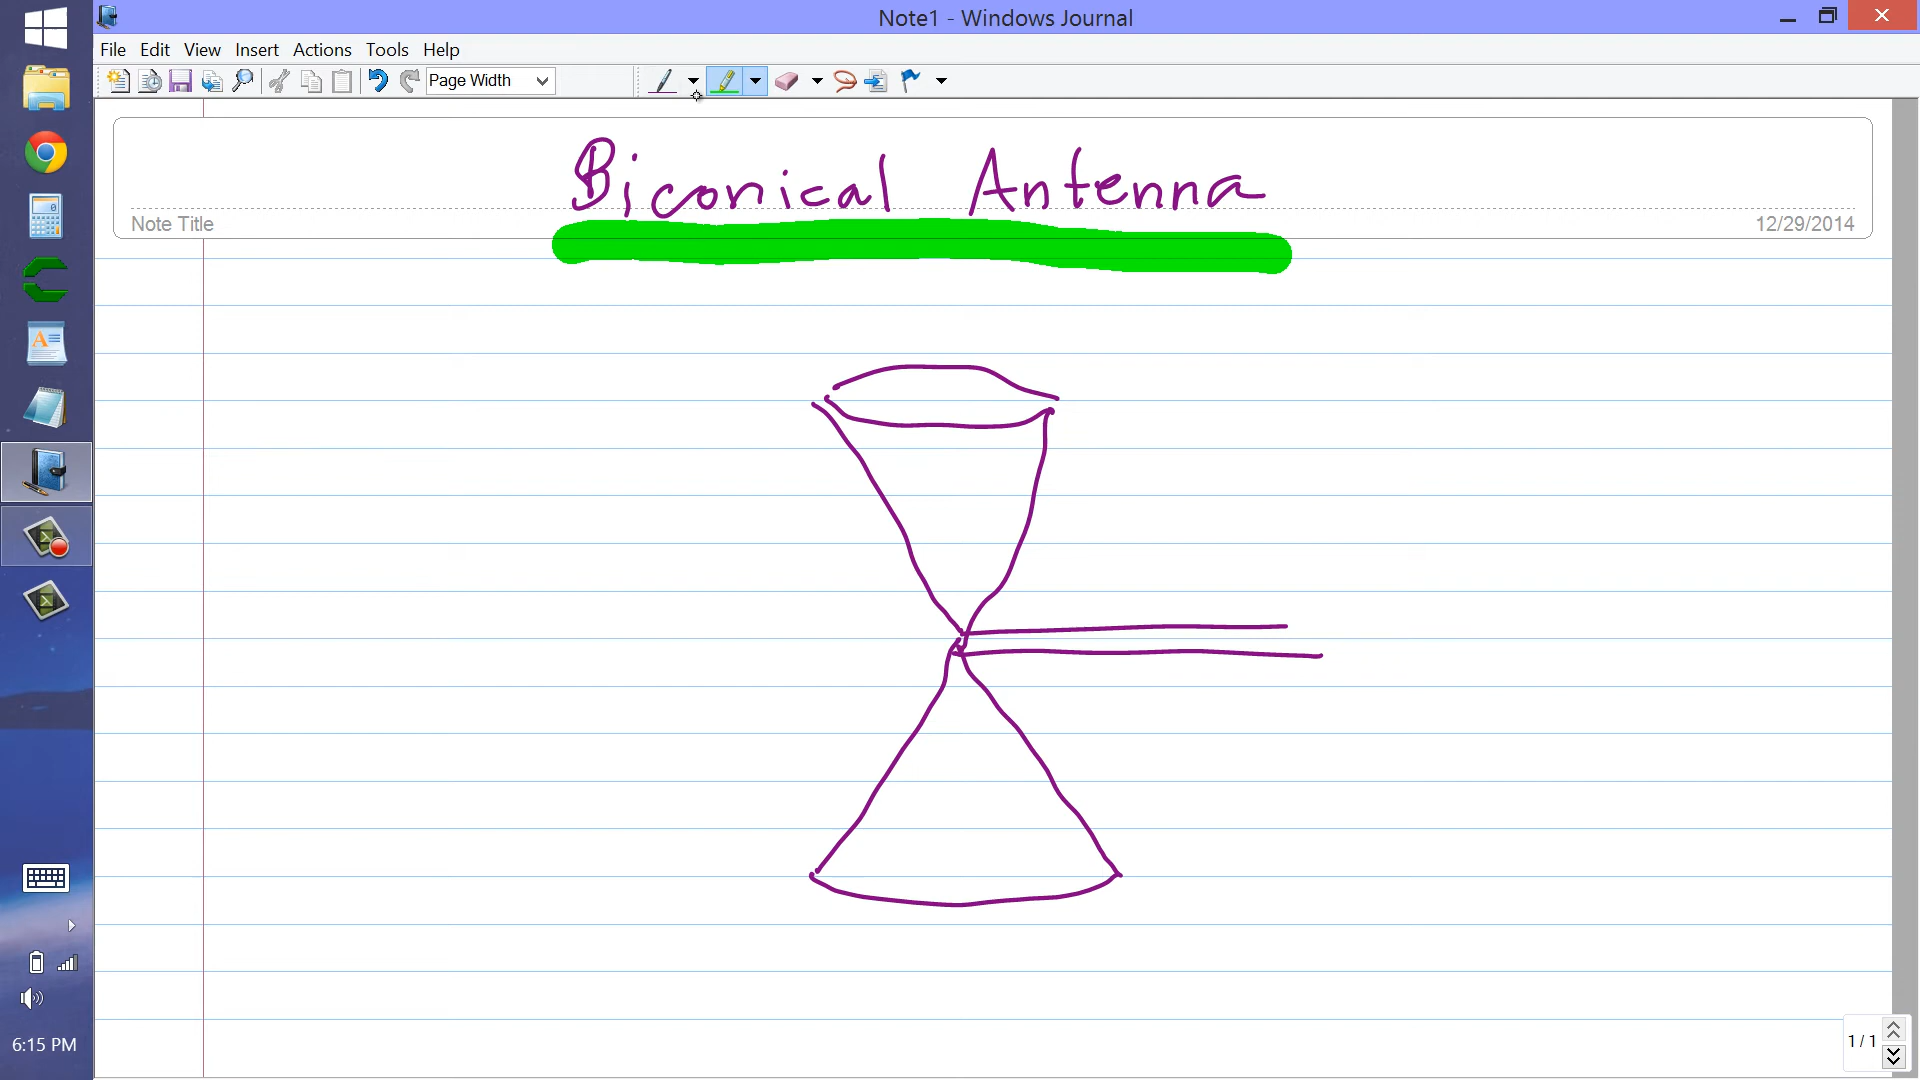 Note1 - Windows Journal
File Edit View Insert Actions Tools Help
Page Width
Biconical Antenna
Note Title
12/29/2014
1 / 1
6:15 PM